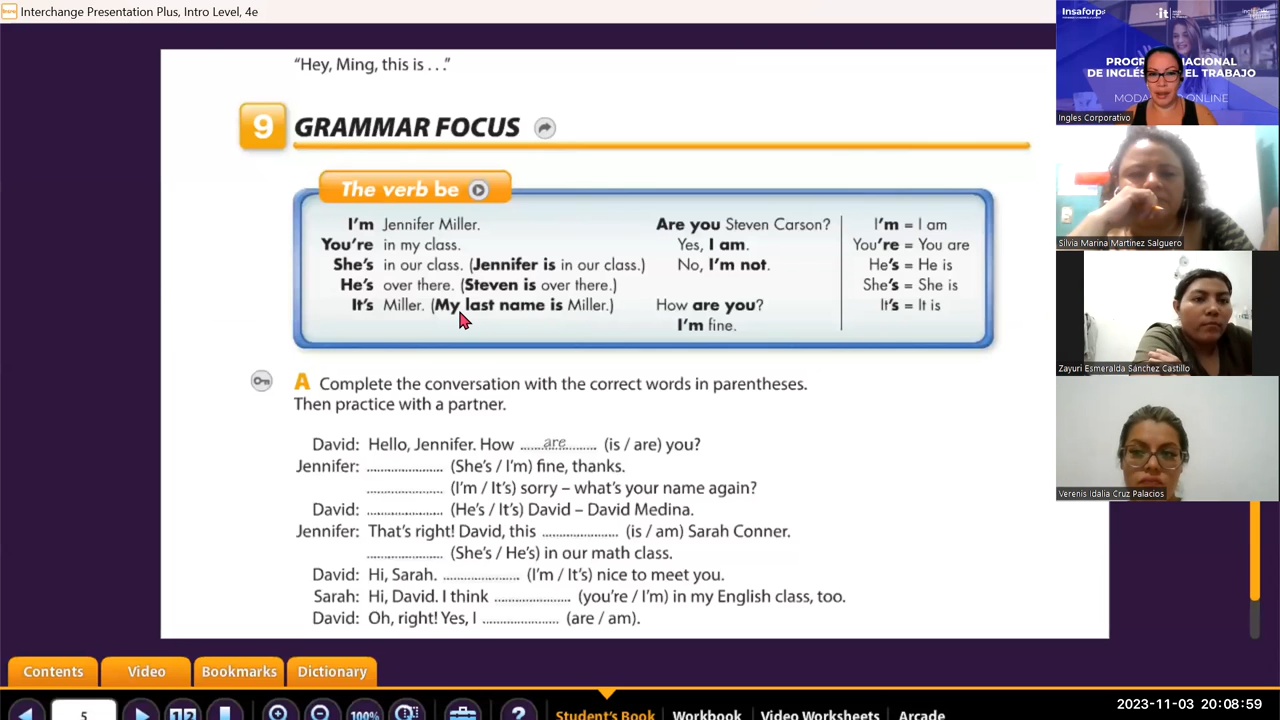 Interchange Presentation Plus, Intro Level, 4e
"Hey, Ming, this is . . ."
9 GRAMMAR FOCUS
The verb be
I'm Jennifer Miller.
You're in my class.
She's in our class. (Jennifer is in our class.)
He's over there. (Steven is over there.)
It's Miller. (My last name is Miller.)
Are you Steven Carson?
Yes, I am.
No, I'm not.
How are you?
I'm fine.
I'm = I am
You're = You are
He's = He is
She's = She is
It's = It is
A Complete the conversation with the correct words in parentheses.
Then practice with a partner.
David: Hello, Jennifer. How ........are........ (is / are) you?
Jennifer: .................... (She's / I'm) fine, thanks.
.................... (I'm / It's) sorry – what's your name again?
David: .................... (He's / It's) David – David Medina.
Jennifer: That's right! David, this .................... (is / am) Sarah Conner.
.................... (She's / He's) in our math class.
David: Hi, Sarah. .................... (I'm / It's) nice to meet you.
Sarah: Hi, David. I think .................... (you're / I'm) in my English class, too.
David: Oh, right! Yes, I .................... (are / am).
Contents
Video
Bookmarks
Dictionary
5
1 2
100%
?
Student's Book
Workbook
Video Worksheets
Arcade
2023-11-03 20:08:59
Insaforp
Ingles Corporativo
Silvia Marina Martinez Salguero
Zayuri Esmeralda Sánchez Castillo
Verenis Idalia Cruz Palacios